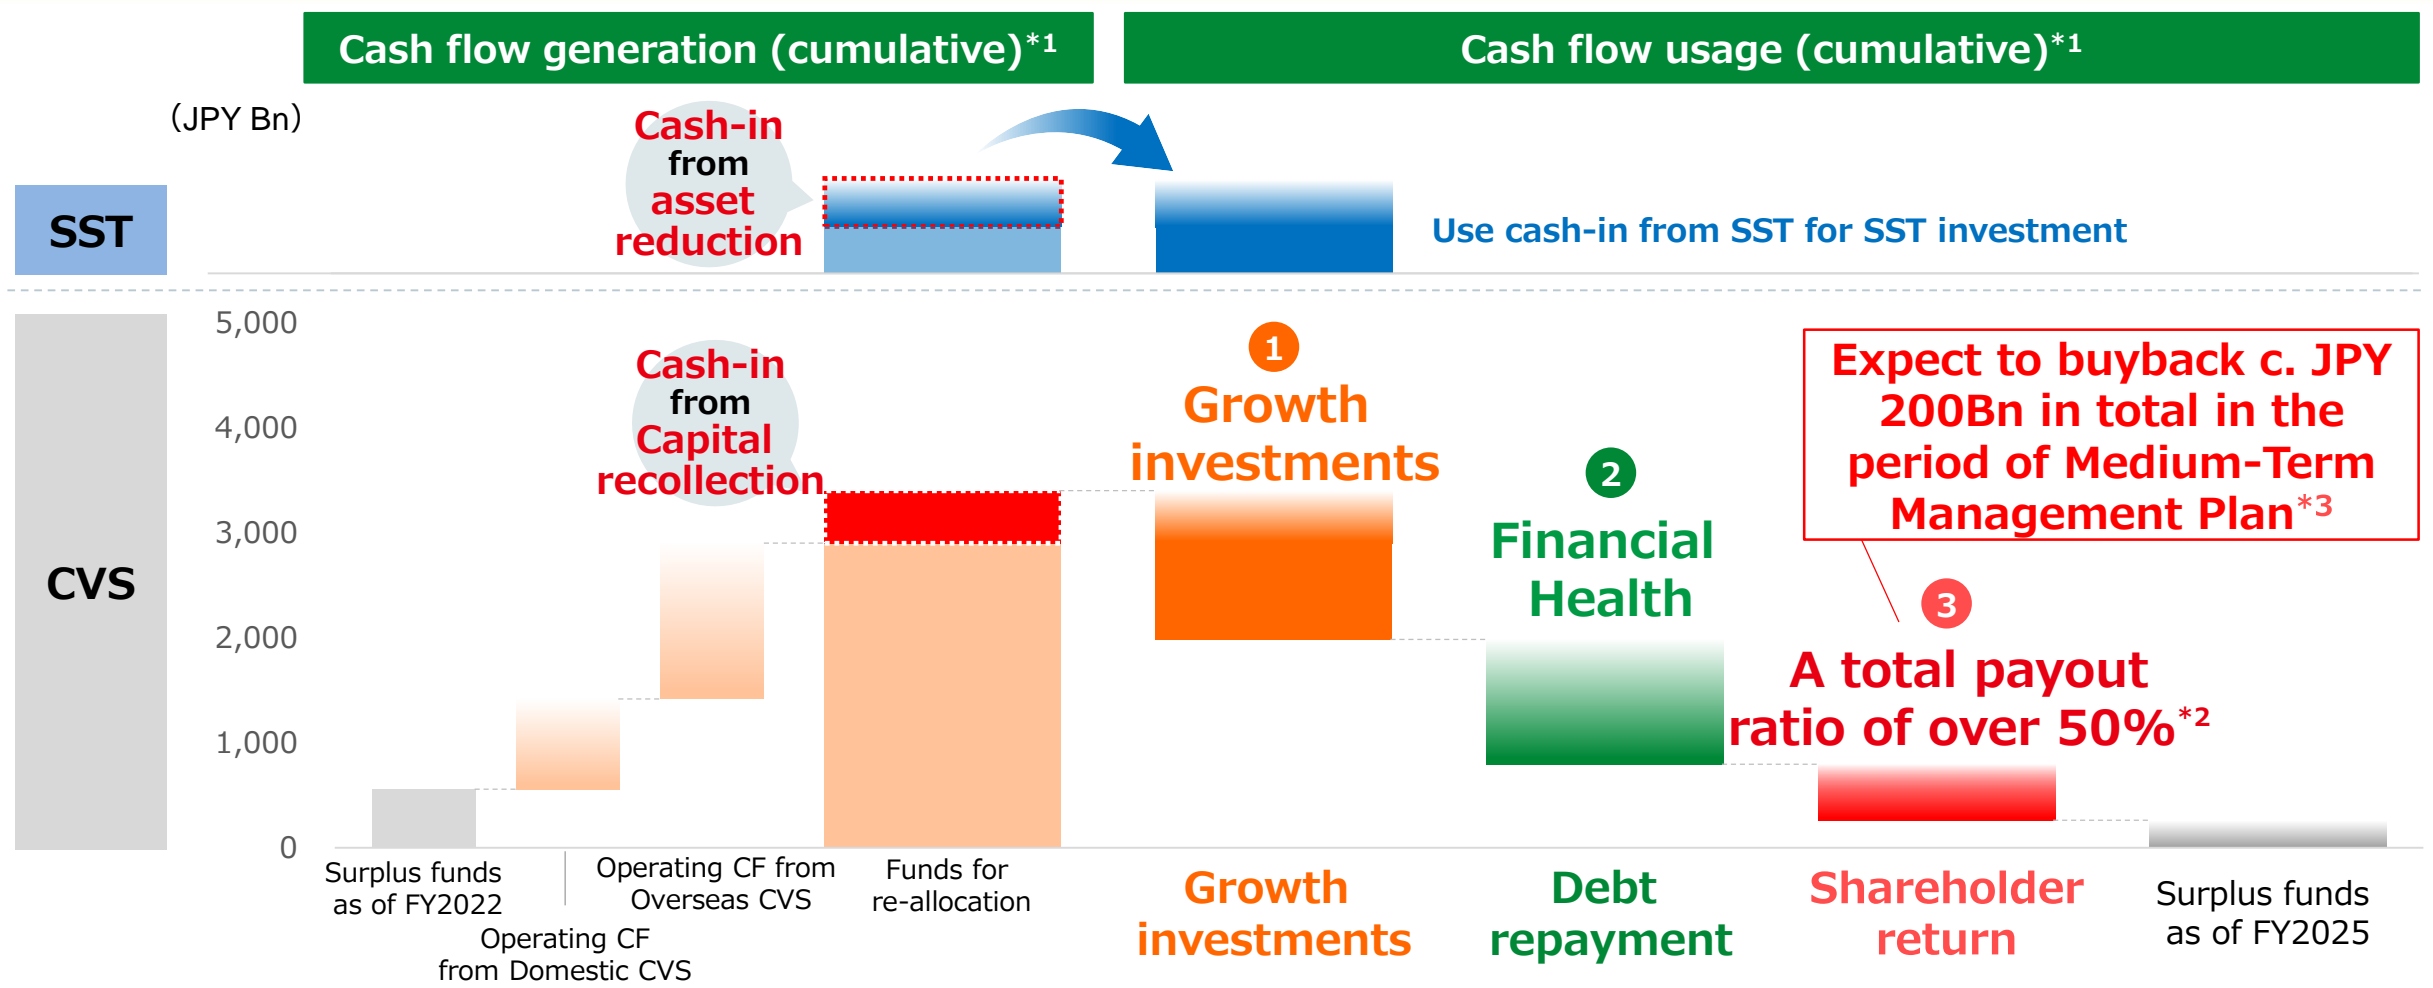 Cash flow generation (cumulative)*1
Cash flow usage (cumulative)*1
(JPY Bn)
Cash-in
from
asset
reduction
SST
Use cash-in from SST for SST investment
CVS
5,000
4,000
3,000
2,000
1,000
0
Cash-in
from
Capital
recollection
1
Growth
investments
2
Financial
Health
Expect to buyback c. JPY
200Bn in total in the
period of Medium-Term
Management Plan*3
3
A total payout
ratio of over 50%*2
Surplus funds
as of FY2022
Operating CF
from Domestic CVS
Operating CF from
Overseas CVS
Funds for
re-allocation
Growth
investments
Debt
repayment
Shareholder
return
Surplus funds
as of FY2025